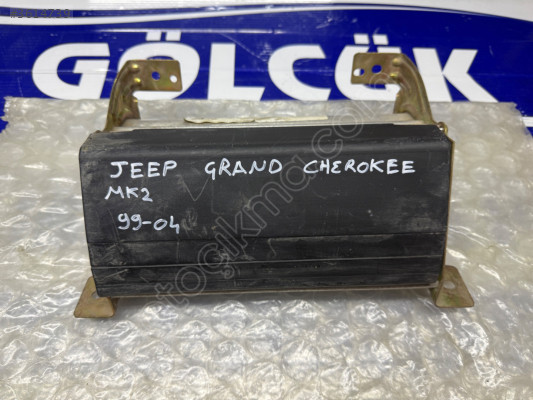 GÖLCÜK
JEEP GRAND CHEROKEE
MK2
99-04
otocikma.com